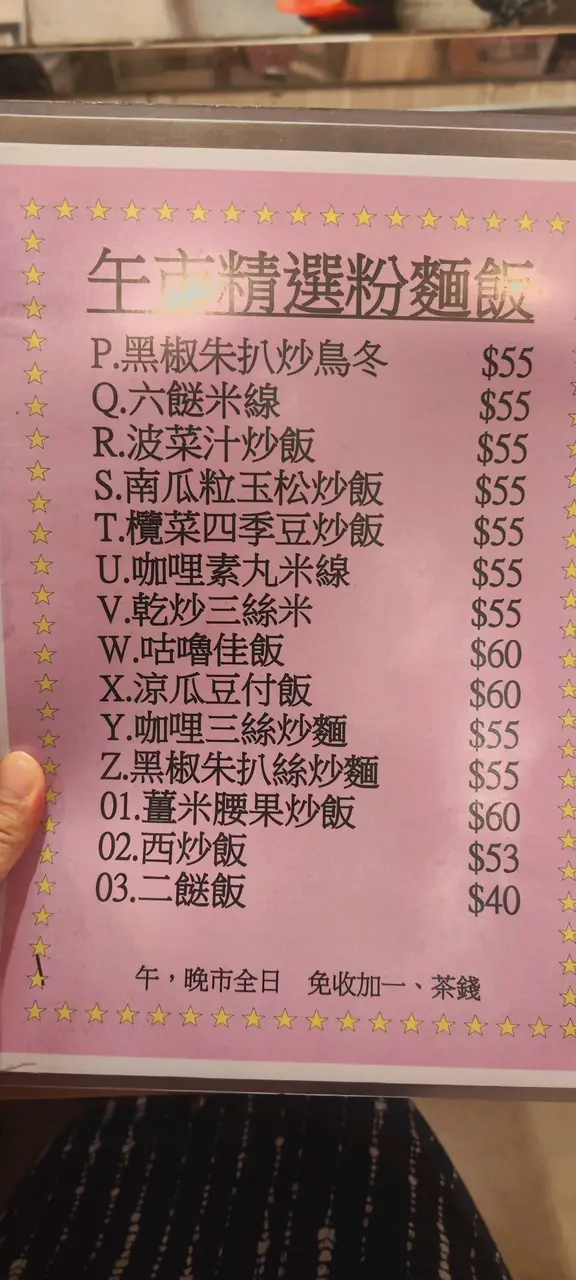 午市精選粉麵飯
P.黑椒朱扒炒烏冬 $55
Q.六餸米線 $55
R.波菜汁炒飯 $55
S.南瓜粒玉松炒飯 $55
T.欖菜四季豆炒飯 $55
U.咖哩素丸米線 $55
V.乾炒三絲米 $55
W.咕嚕佳飯 $60
X.涼瓜豆付飯 $60
Y.咖哩三絲炒麵 $55
Z.黑椒朱扒絲炒麵 $55
01.薑米腰果炒飯 $60
02.西炒飯 $53
03.二餸飯 $40
午，晚市全日 免收加一、茶錢